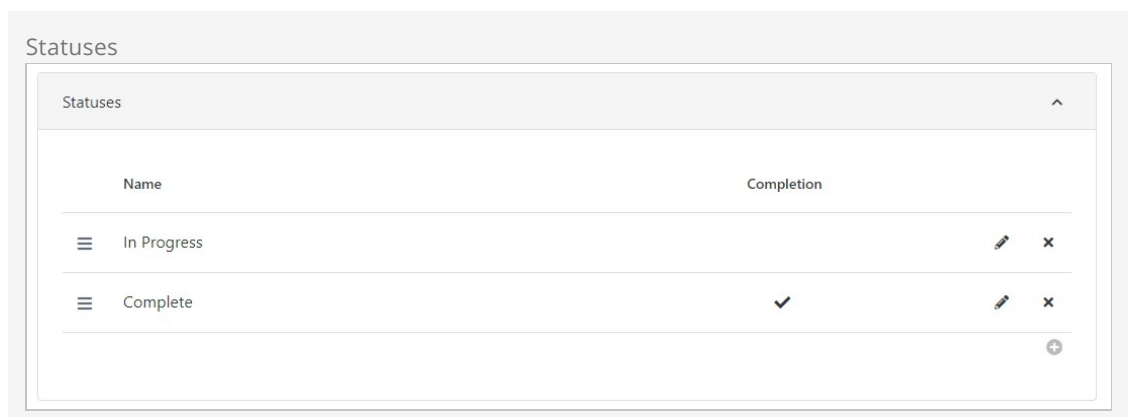 Statuses
Statuses
Name Completion
In Progress
Complete